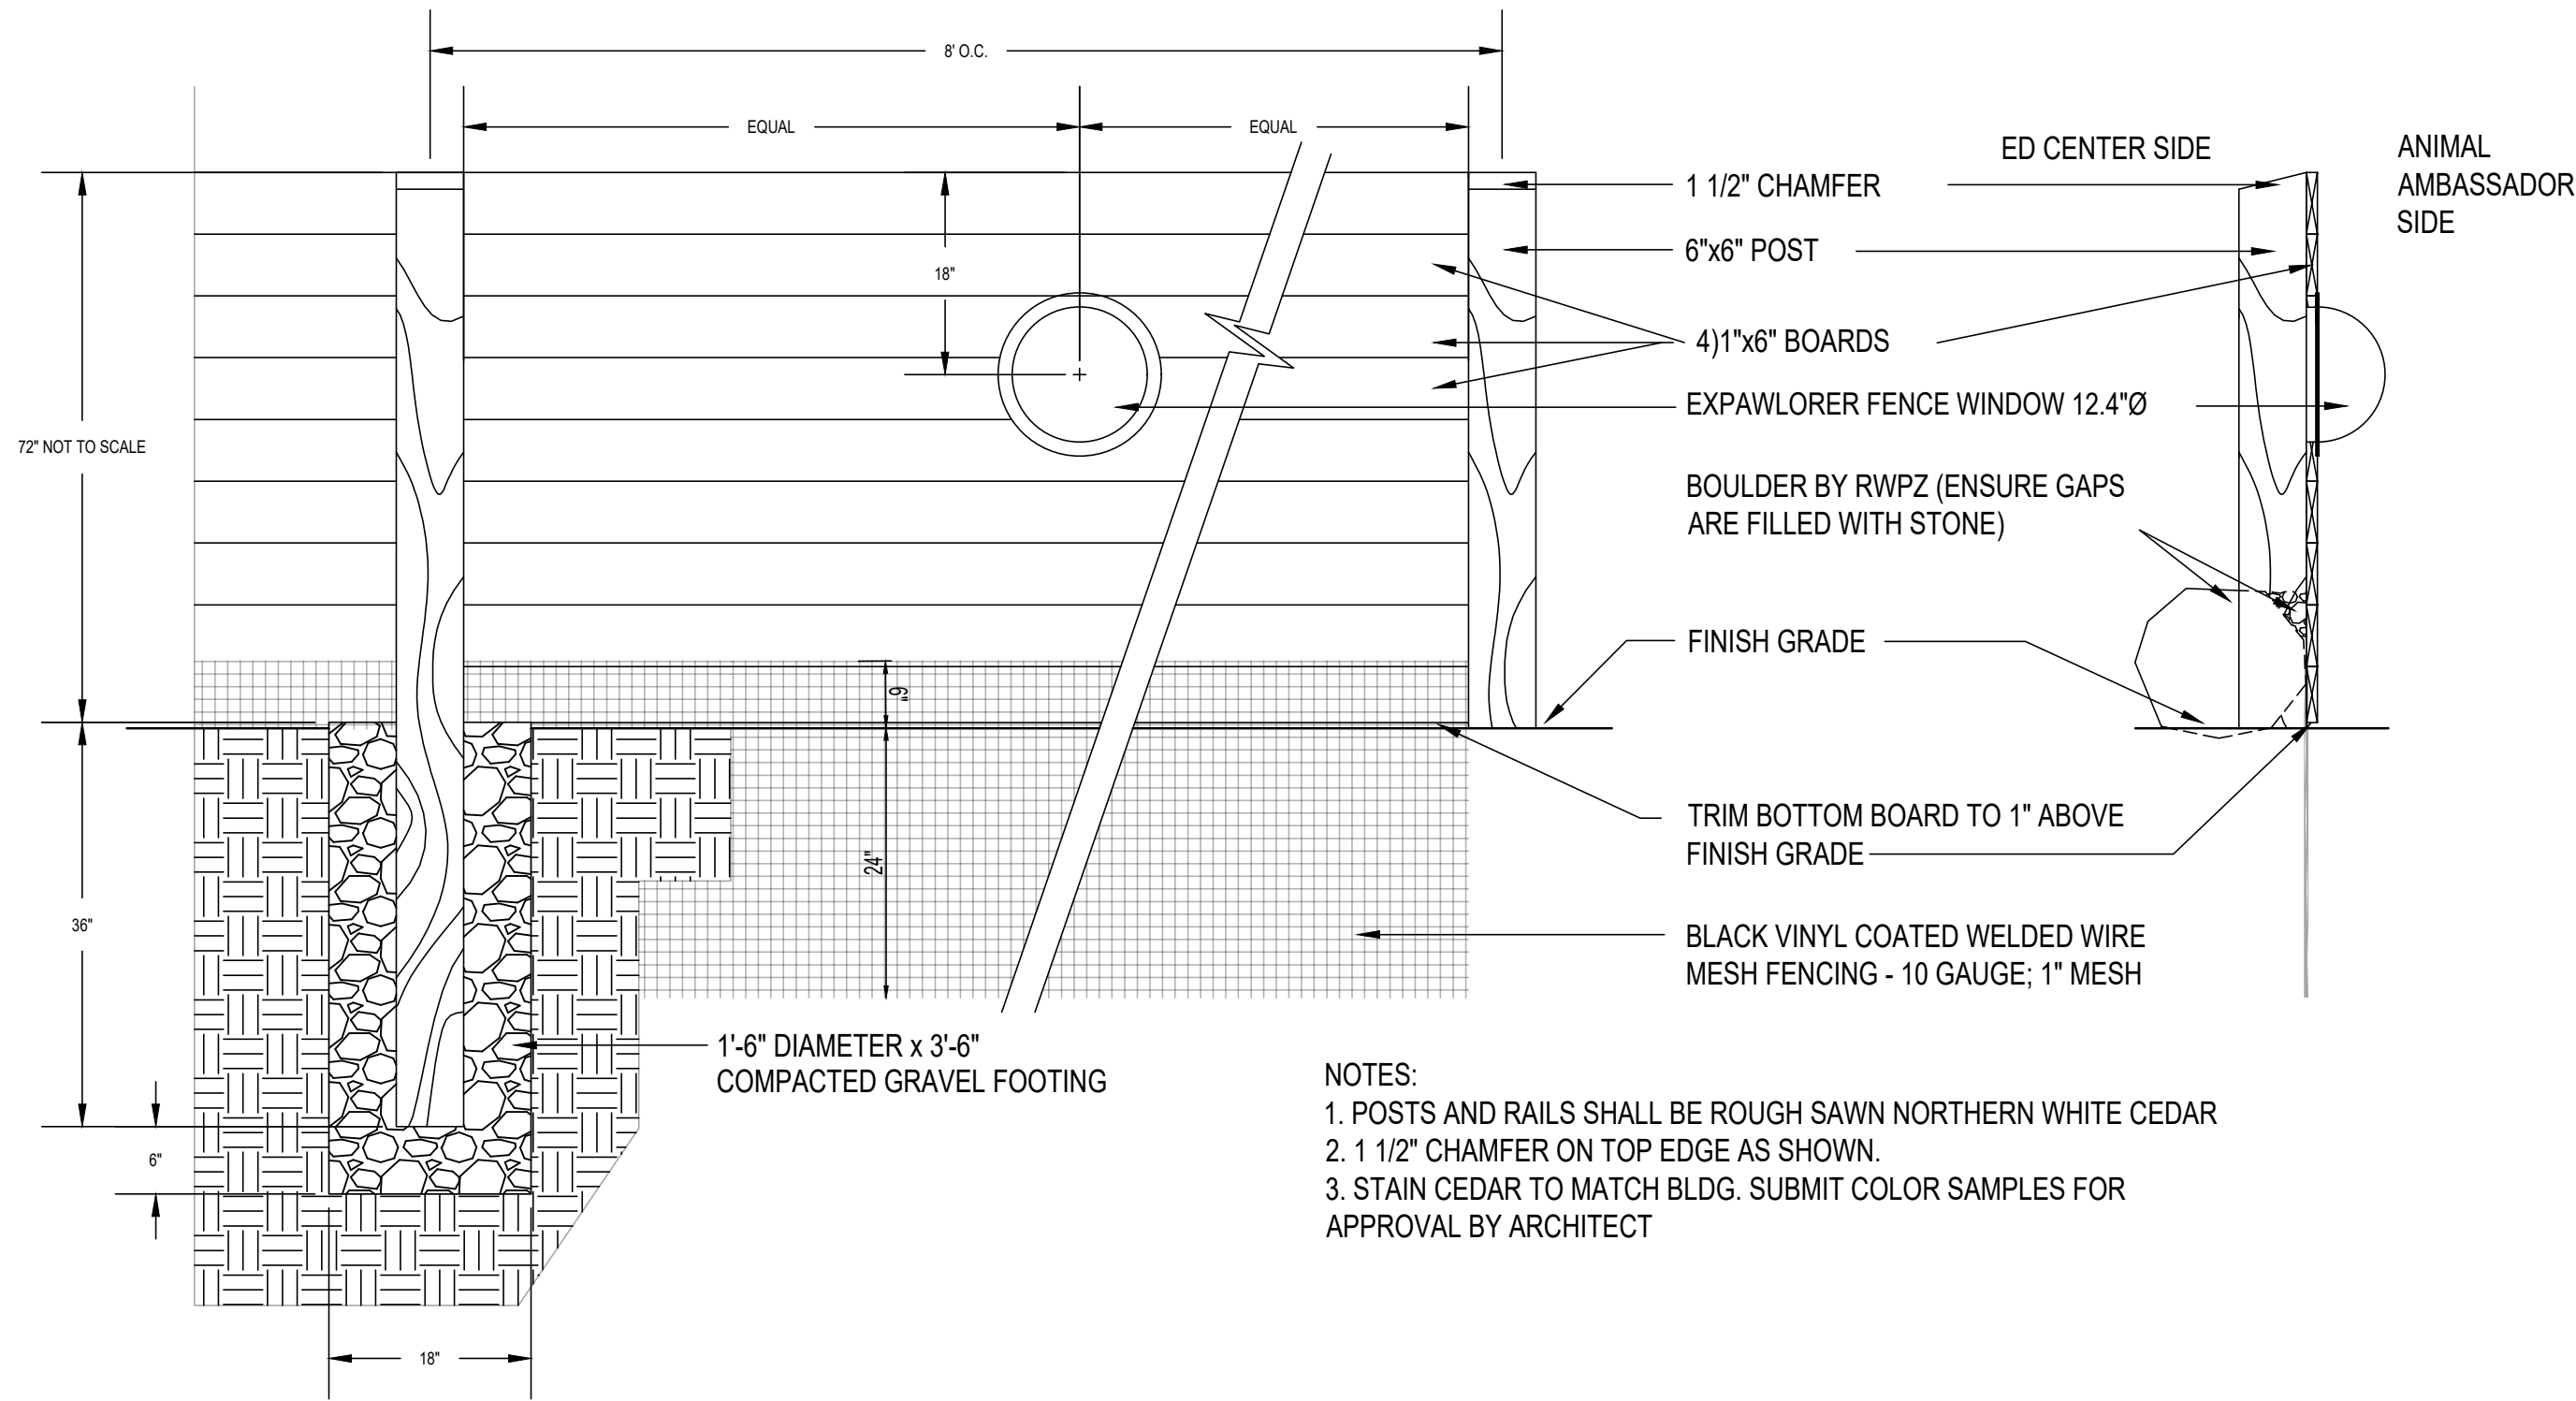 8' O.C.
EQUAL
EQUAL
ED CENTER SIDE
ANIMAL
AMBASSADOR
SIDE
1 1/2" CHAMFER
6"x6" POST
18"
4)1"x6" BOARDS
EXPAWLORER FENCE WINDOW 12.4"Ø
72" NOT TO SCALE
BOULDER BY RWPZ (ENSURE GAPS
ARE FILLED WITH STONE)
FINISH GRADE
6"
TRIM BOTTOM BOARD TO 1" ABOVE
FINISH GRADE
24"
36"
BLACK VINYL COATED WELDED WIRE
MESH FENCING - 10 GAUGE; 1" MESH
1'-6" DIAMETER x 3'-6"
COMPACTED GRAVEL FOOTING
6"
NOTES:
1. POSTS AND RAILS SHALL BE ROUGH SAWN NORTHERN WHITE CEDAR
2. 1 1/2" CHAMFER ON TOP EDGE AS SHOWN.
3. STAIN CEDAR TO MATCH BLDG. SUBMIT COLOR SAMPLES FOR
APPROVAL BY ARCHITECT
18"